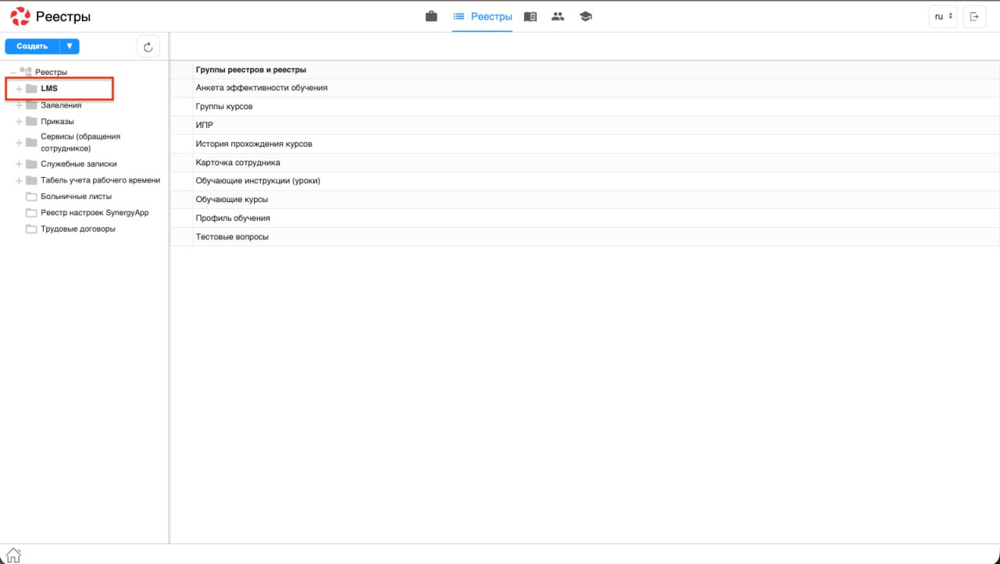 Реестры
Реестры
ru
Создать
Реестры
LMS
Заявления
Приказы
Сервисы (обращения
сотрудников)
Служебные записки
Табель учета рабочего времени
Больничные листы
Реестр настроек SynergyApp
Трудовые договоры
Группы реестров и реестры
Анкета эффективности обучения
Группы курсов
ИПР
История прохождения курсов
Карточка сотрудника
Обучающие инструкции (уроки)
Обучающие курсы
Профиль обучения
Тестовые вопросы